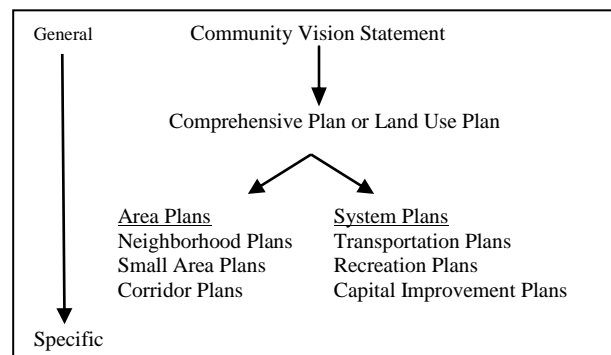 General
Community Vision Statement
Comprehensive Plan or Land Use Plan
Area Plans
Neighborhood Plans
Small Area Plans
Corridor Plans
System Plans
Transportation Plans
Recreation Plans
Capital Improvement Plans
Specific